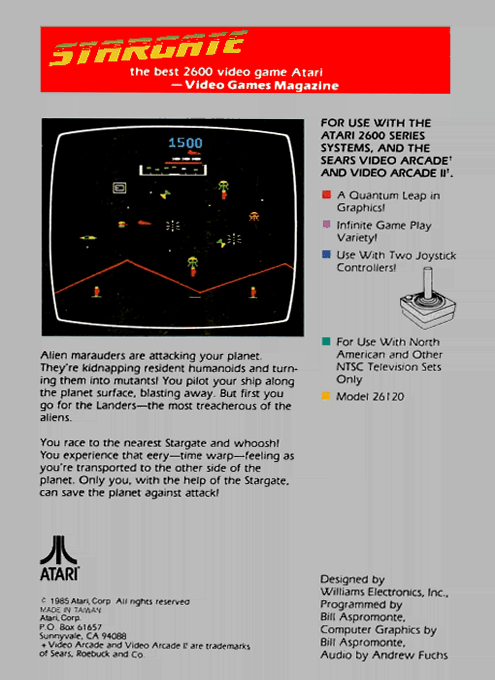 STARGATE
the best 2600 video game Atari
— Video Games Magazine
1500
FOR USE WITH THE
ATARI 2600 SERIES
SYSTEMS, AND THE
SEARS VIDEO ARCADE†
AND VIDEO ARCADE II†.
A Quantum Leap in
Graphics!
Infinite Game Play
Variety!
Use With Two Joystick
Controllers!
For Use With North
American and Other
NTSC Television Sets
Only
Model 26120
Alien marauders are attacking your planet.
They're kidnapping resident humanoids and turn-
ing them into mutants! You pilot your ship along
the planet surface, blasting away. But first you
go for the Landers—the most treacherous of the
aliens.
You race to the nearest Stargate and whoosh!
You experience that eery—time warp—feeling as
you're transported to the other side of the
planet. Only you, with the help of the Stargate,
can save the planet against attack!
ATARI
© 1985 Atari, Corp. All rights reserved
MADE IN TAIWAN
Atari, Corp.
P.O. Box 61657
Sunnyvale, CA 94088
+ Video Arcade and Video Arcade II are trademarks
of Sears, Roebuck and Co.
Designed by
Williams Electronics, Inc.,
Programmed by
Bill Aspromonte,
Computer Graphics by
Bill Aspromonte,
Audio by Andrew Fuchs